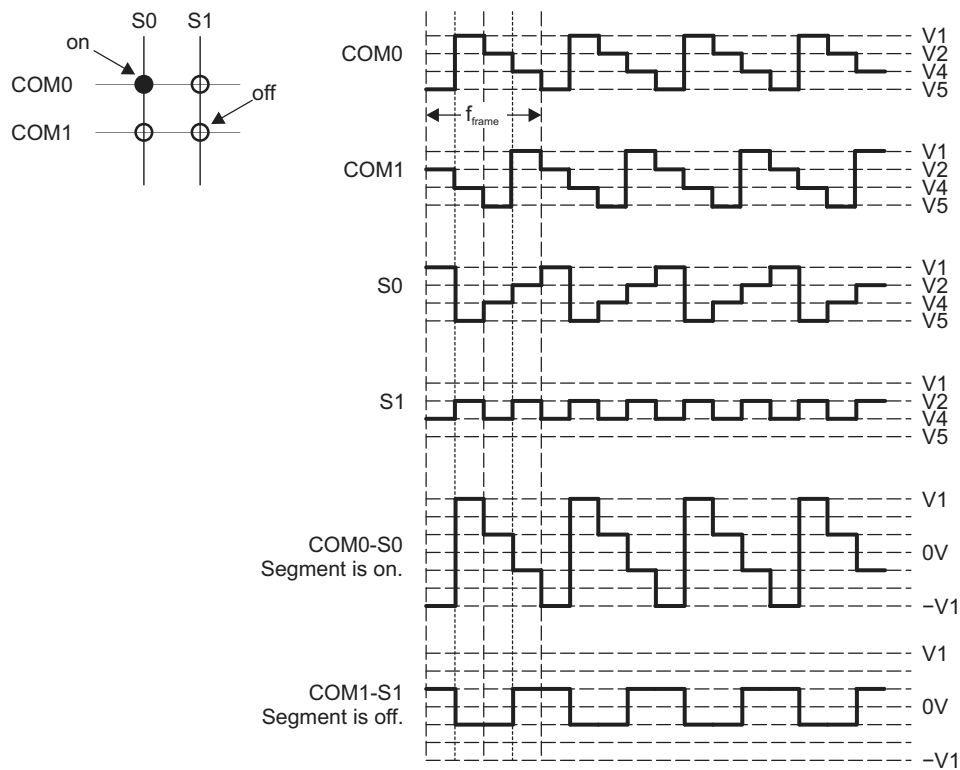 S0 S1
on
COM0
off
COM1
COM0
V1
V2
V4
V5
f frame
COM1
V1
V2
V4
V5
S0
V1
V2
V4
V5
S1
V1
V2
V4
V5
COM0-S0
Segment is on.
V1
0V
−V1
COM1-S1
Segment is off.
V1
0V
−V1